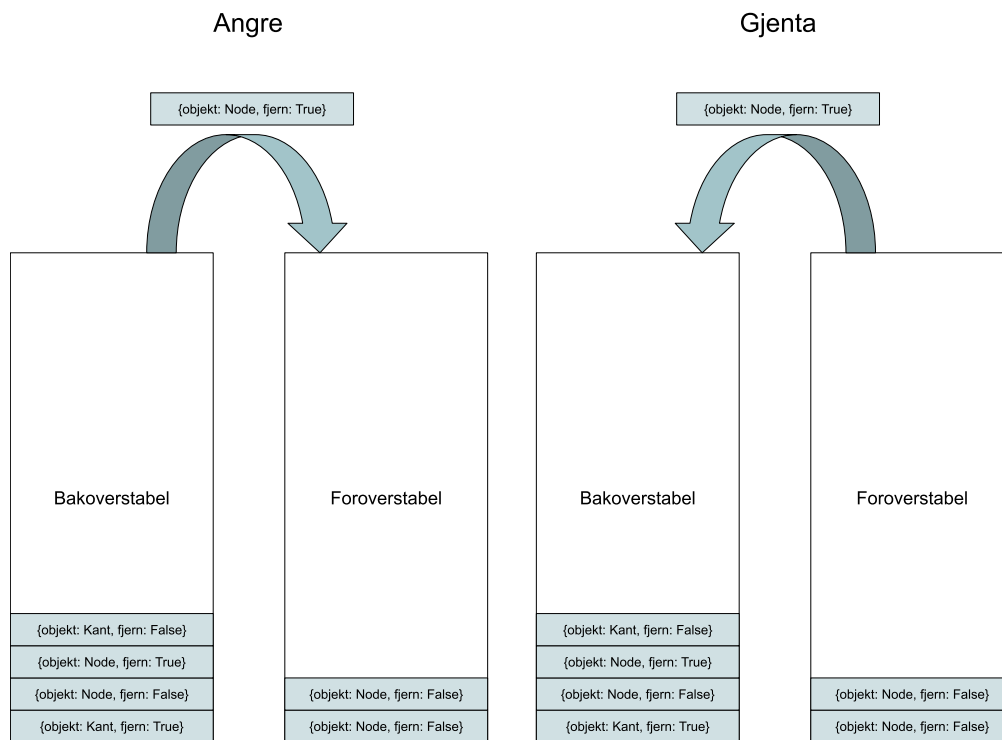 Angre
{objekt: Node, fjern: True}
Bakoverstabel
Foroverstabel
{objekt: Kant, fjern: False}
{objekt: Node, fjern: True}
{objekt: Node, fjern: False}
{objekt: Kant, fjern: True}
{objekt: Node, fjern: False}
{objekt: Node, fjern: False}
Gjenta
{objekt: Node, fjern: True}
Bakoverstabel
Foroverstabel
{objekt: Kant, fjern: False}
{objekt: Node, fjern: True}
{objekt: Node, fjern: False}
{objekt: Kant, fjern: True}
{objekt: Node, fjern: False}
{objekt: Node, fjern: False}